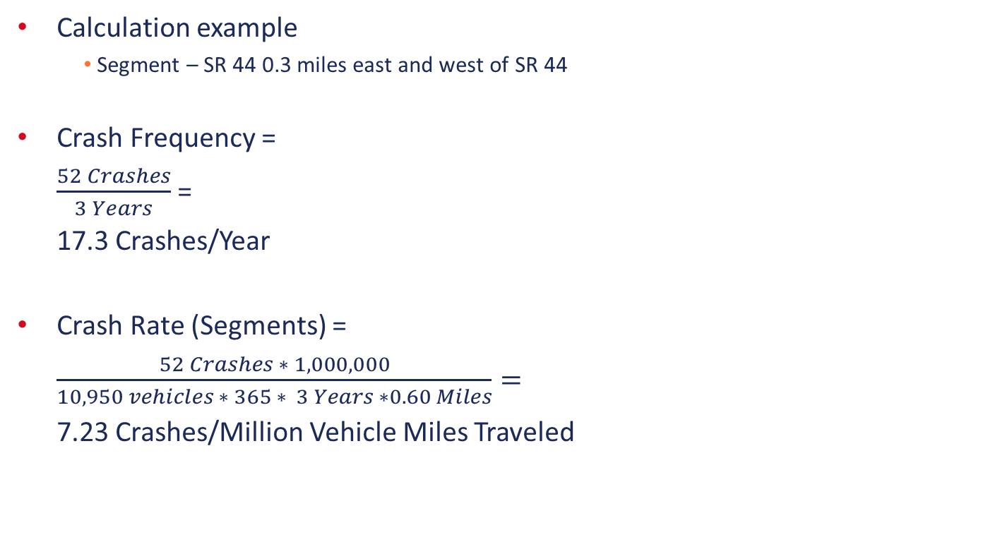 • Calculation example
• Segment – SR 44 0.3 miles east and west of SR 44
• Crash Frequency =
52 Crashes
=
3 Years
17.3 Crashes/Year
• Crash Rate (Segments) =
52 Crashes ∗ 1,000,000
=
10,950 vehicles ∗ 365 ∗ 3 Years ∗0.60 Miles
7.23 Crashes/Million Vehicle Miles Traveled